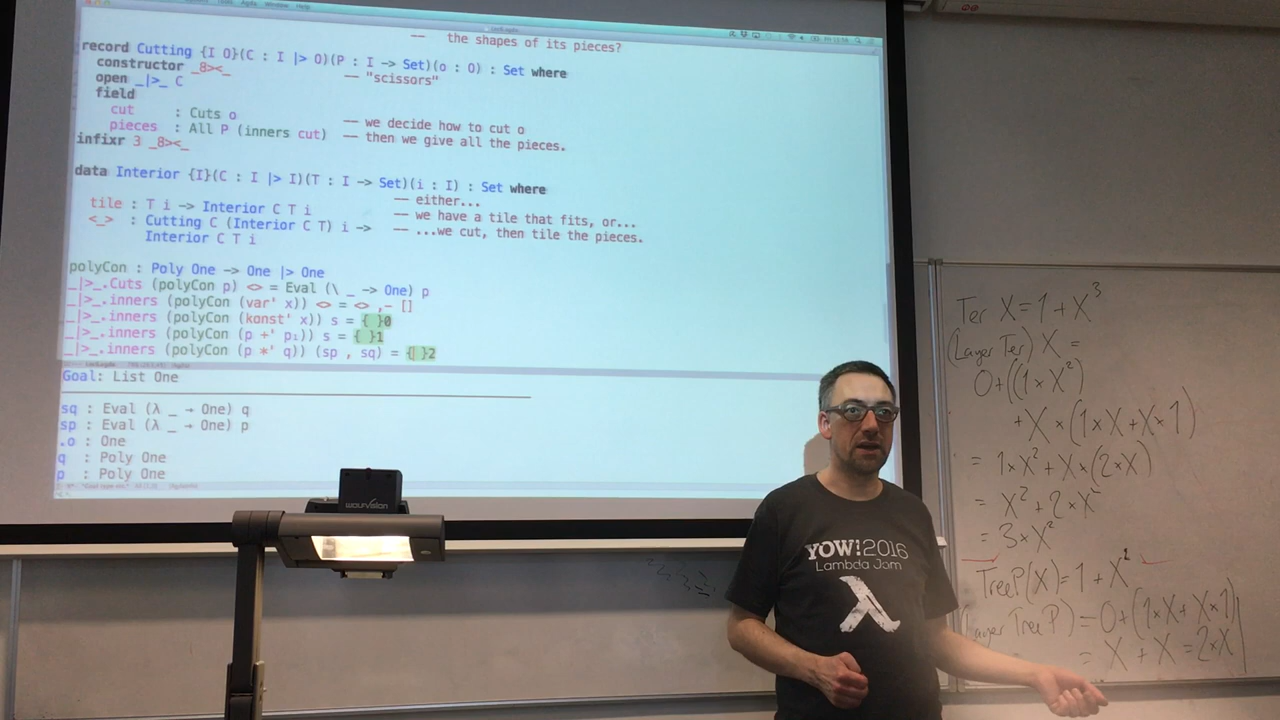 -- the shapes of its pieces?
record Cutting {I O}(C : I |> O)(P : I -> Set)(o : O) : Set where
constructor _8><_ -- "scissors"
open _|>_ C
field
cut : Cuts o -- we decide how to cut o
pieces : All P (inners cut) -- then we give all the pieces.
infixr 3 _8><_
data Interior {I}(C : I |> I)(T : I -> Set)(i : I) : Set where
-- either...
tile : T i -> Interior C T i -- we have a tile that fits, or...
<_> : Cutting C (Interior C T) i -> -- ...we cut, then tile the pieces.
Interior C T i
polyCon : Poly One -> One |> One
_|>_.Cuts (polyCon p) <> = Eval (\ _ -> One) p
_|>_.inners (polyCon (var' x)) <> = <> ,- []
_|>_.inners (polyCon (konst' x)) s = { }0
_|>_.inners (polyCon (p +' p₁)) s = { }1
_|>_.inners (polyCon (p *' q)) (sp , sq) = { }2
Goal: List One
sq : Eval (λ _ → One) q
sp : Eval (λ _ → One) p
.o : One
q : Poly One
p : Poly One
WolfVision
YOW! 2016
Lambda Jam
λ
Ter X = 1 + X³
(Layer Ter) X =
0 + ((1 × X²)
+ X × (1 × X + X × 1)
= 1 × X² + X × (2 × X)
= X² + 2 × X²
= 3 × X²
TreeP(X) = 1 + X²
(Layer Tree P) = 0 + (1 × X + X × 1)
= X + X = 2 × X